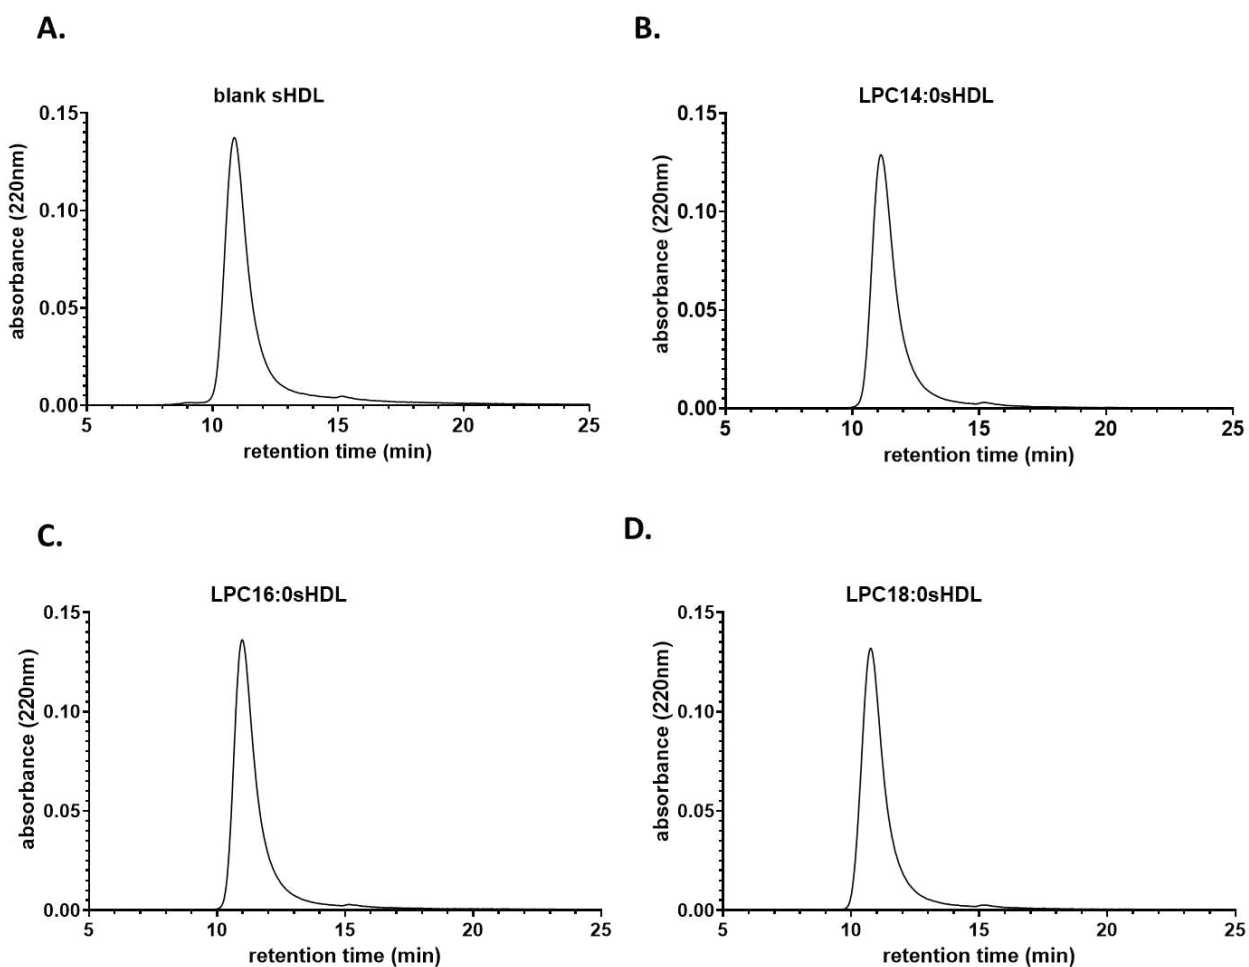 A.
blank sHDL
absorbance (220nm)
0.15
0.10
0.05
0.00
5 10 15 20 25
retention time (min)
B.
LPC14:0sHDL
absorbance (220nm)
0.15
0.10
0.05
0.00
5 10 15 20 25
retention time (min)
C.
LPC16:0sHDL
absorbance (220nm)
0.15
0.10
0.05
0.00
5 10 15 20 25
retention time (min)
D.
LPC18:0sHDL
absorbance (220nm)
0.15
0.10
0.05
0.00
5 10 15 20 25
retention time (min)